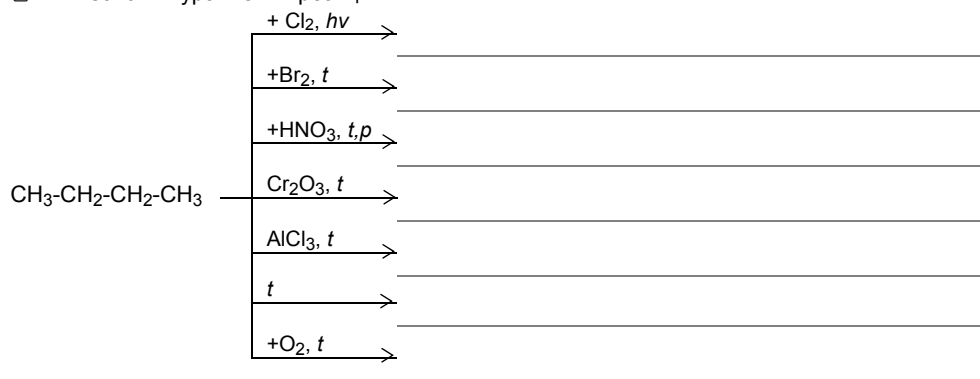 + Cl₂, hv
+Br₂, t
+HNO₃, t,p
CH₃-CH₂-CH₂-CH₃
Cr₂O₃, t
AlCl₃, t
t
+O₂, t